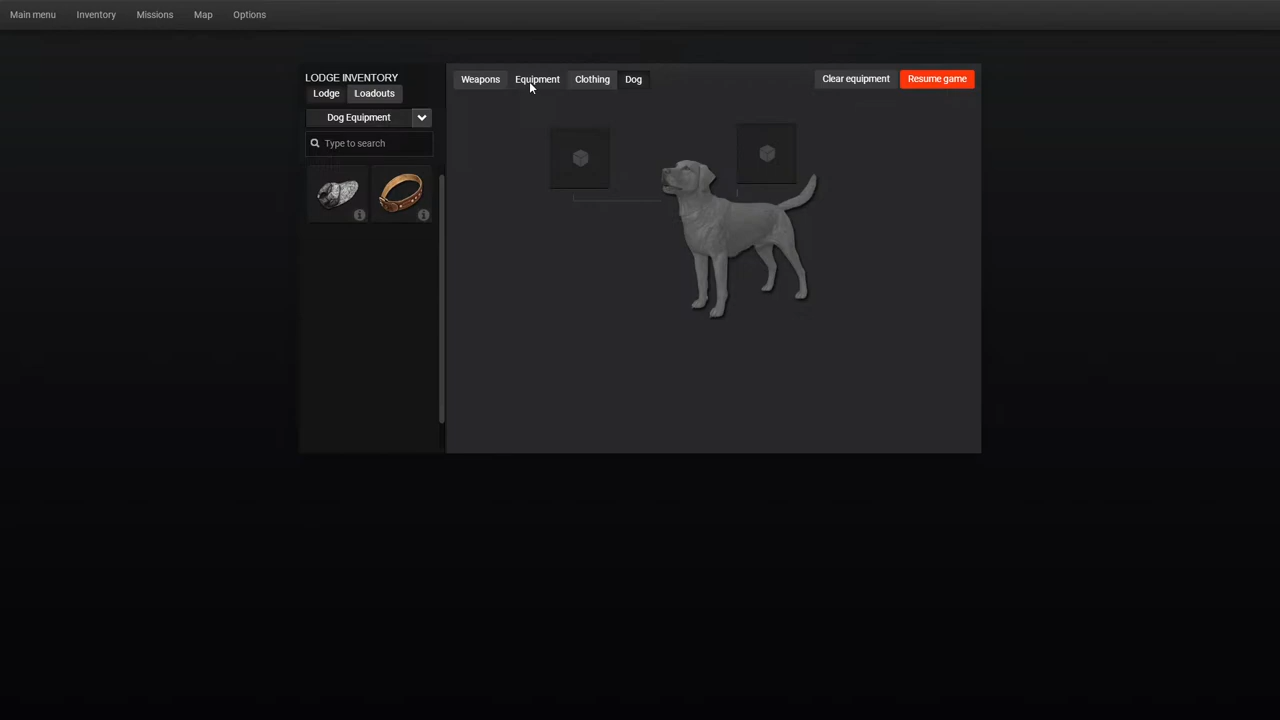 Main menu Inventory Missions Map Options
LODGE INVENTORY
Lodge Loadouts
Dog Equipment
Type to search
Weapons Equipment Clothing Dog
Clear equipment Resume game